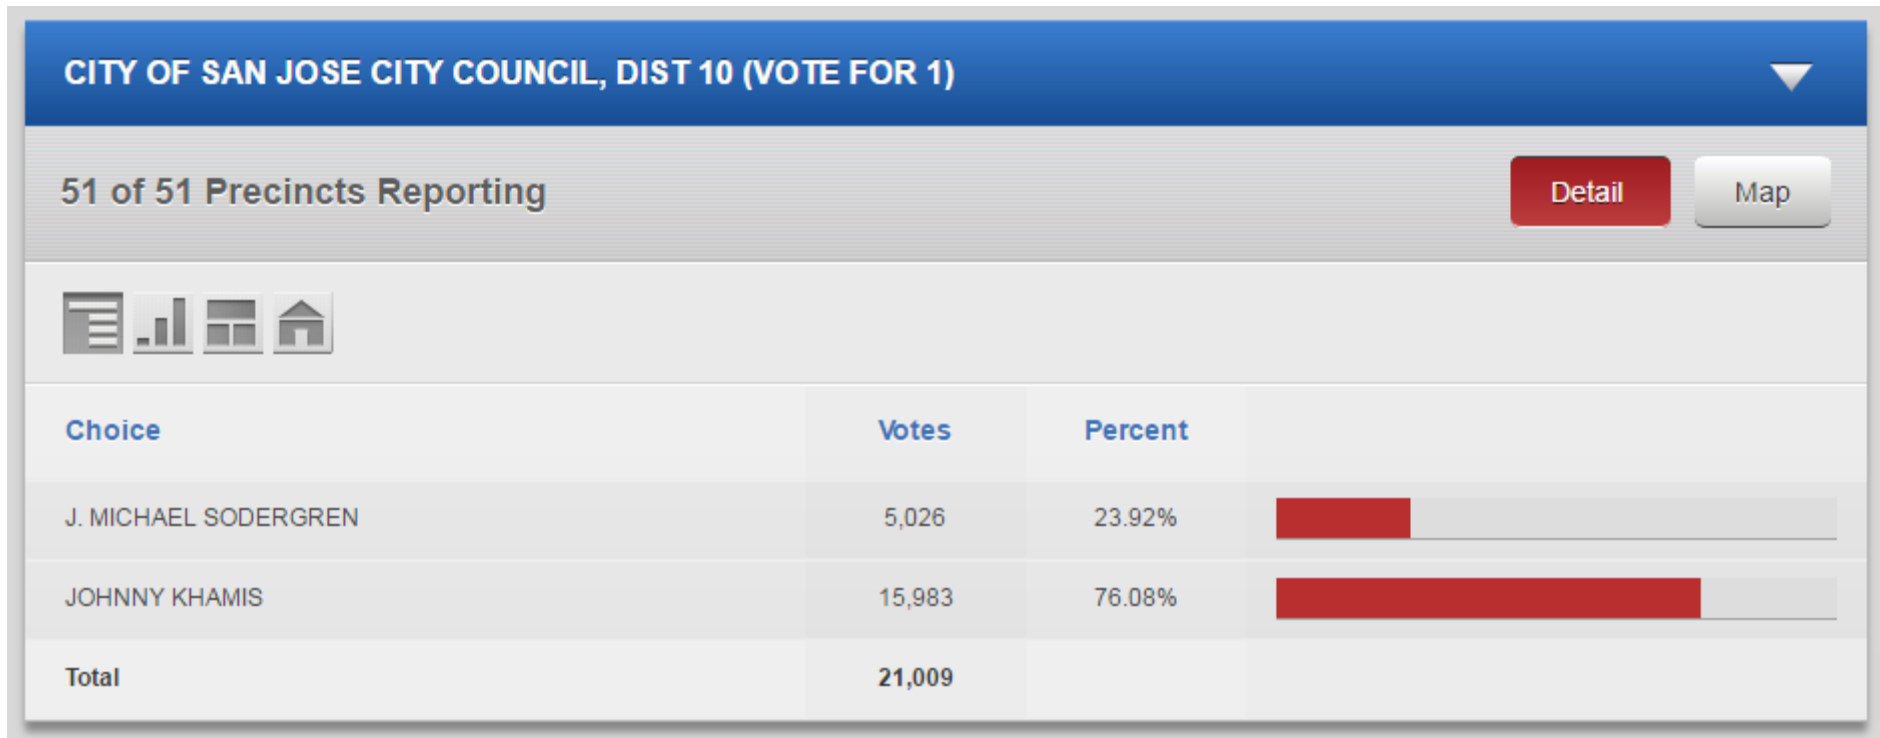 CITY OF SAN JOSE CITY COUNCIL, DIST 10 (VOTE FOR 1)
51 of 51 Precincts Reporting Detail Map
Choice Votes Percent
J. MICHAEL SODERGREN 5,026 23.92%
JOHNNY KHAMIS 15,983 76.08%
Total 21,009